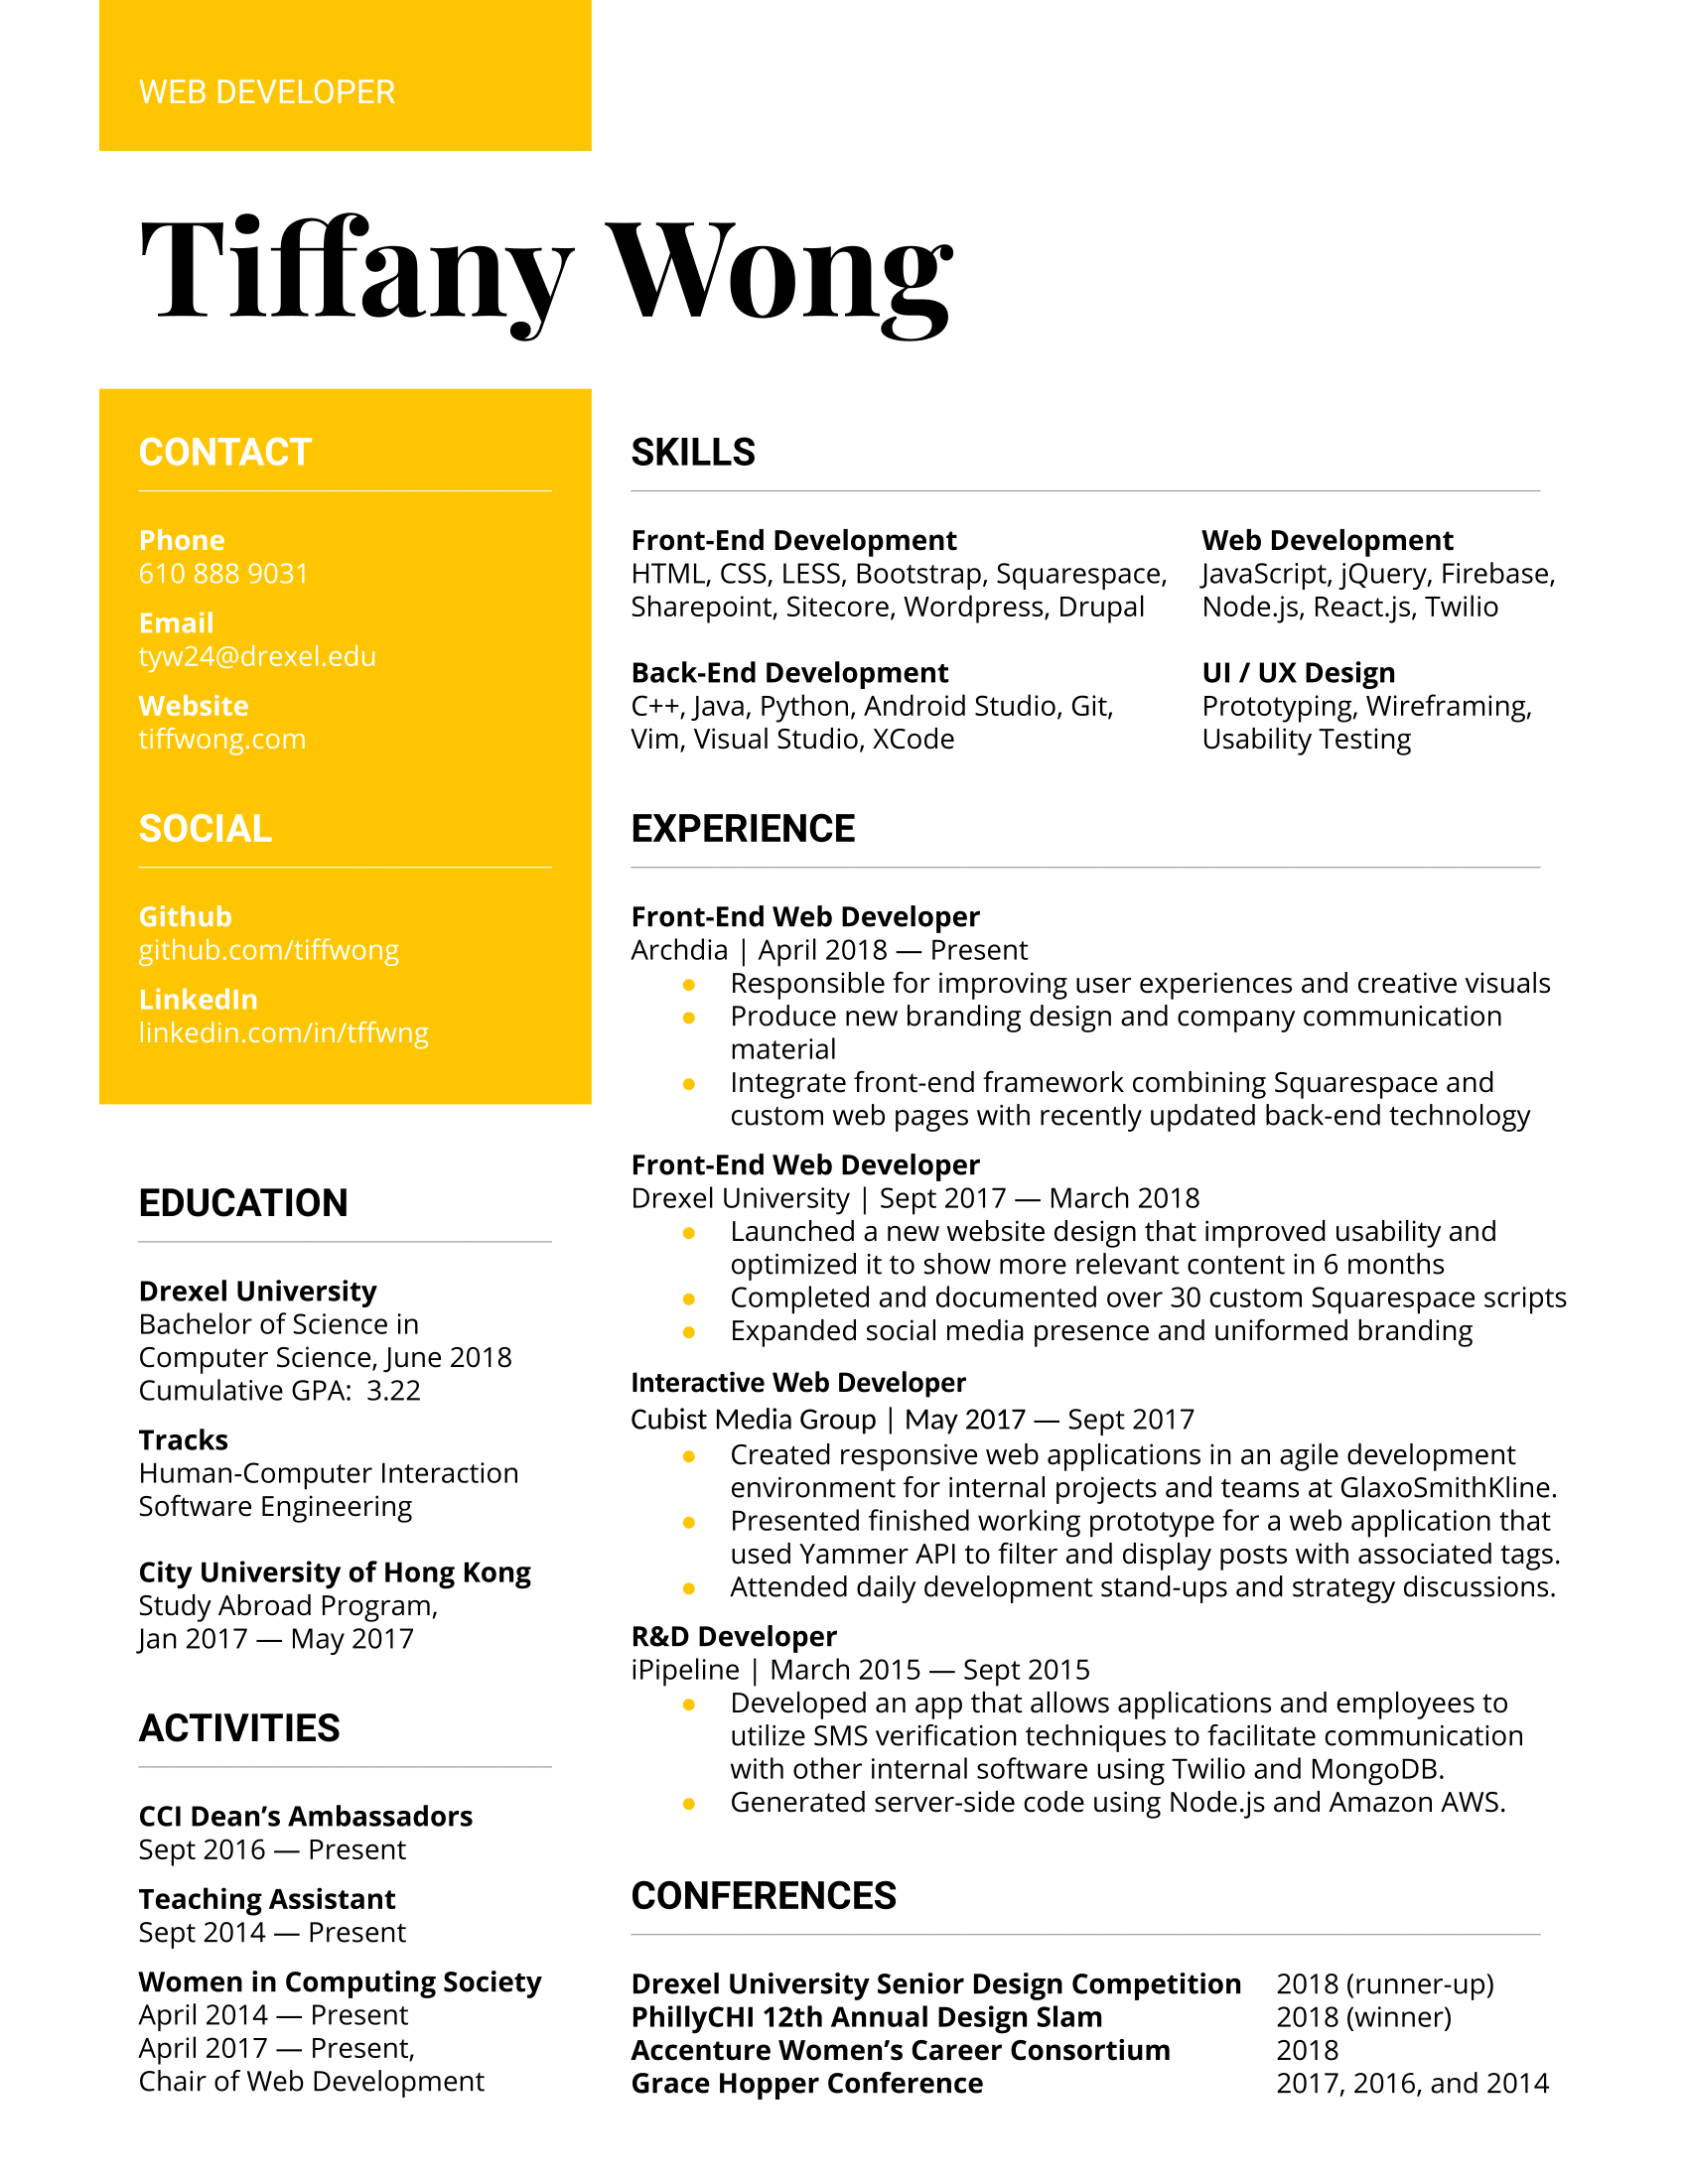 WEB DEVELOPER
Tiffany Wong
CONTACT
Phone
610 888 9031
Email
tyw24@drexel.edu
Website
tiffwong.com
SOCIAL
Github
github.com/tiffwong
LinkedIn
linkedin.com/in/tffwng
EDUCATION
Drexel University
Bachelor of Science in
Computer Science, June 2018
Cumulative GPA:  3.22
Tracks
Human-Computer Interaction
Software Engineering
City University of Hong Kong
Study Abroad Program,
Jan 2017 — May 2017
ACTIVITIES
CCI Dean’s Ambassadors
Sept 2016 — Present
Teaching Assistant
Sept 2014 — Present
Women in Computing Society
April 2014 — Present
April 2017 — Present,
Chair of Web Development
SKILLS
Front-End Development
HTML, CSS, LESS, Bootstrap, Squarespace,
Sharepoint, Sitecore, Wordpress, Drupal
Web Development
JavaScript, jQuery, Firebase,
Node.js, React.js, Twilio
Back-End Development
C++, Java, Python, Android Studio, Git,
Vim, Visual Studio, XCode
UI / UX Design
Prototyping, Wireframing,
Usability Testing
EXPERIENCE
Front-End Web Developer
Archdia | April 2018 — Present
● Responsible for improving user experiences and creative visuals
● Produce new branding design and company communication
material
● Integrate front-end framework combining Squarespace and
custom web pages with recently updated back-end technology
Front-End Web Developer
Drexel University | Sept 2017 — March 2018
● Launched a new website design that improved usability and
optimized it to show more relevant content in 6 months
● Completed and documented over 30 custom Squarespace scripts
● Expanded social media presence and uniformed branding
Interactive Web Developer
Cubist Media Group | May 2017 — Sept 2017
● Created responsive web applications in an agile development
environment for internal projects and teams at GlaxoSmithKline.
● Presented finished working prototype for a web application that
used Yammer API to filter and display posts with associated tags.
● Attended daily development stand-ups and strategy discussions.
R&D Developer
iPipeline | March 2015 — Sept 2015
● Developed an app that allows applications and employees to
utilize SMS verification techniques to facilitate communication
with other internal software using Twilio and MongoDB.
● Generated server-side code using Node.js and Amazon AWS.
CONFERENCES
Drexel University Senior Design Competition 2018 (runner-up)
PhillyCHI 12th Annual Design Slam 2018 (winner)
Accenture Women’s Career Consortium 2018
Grace Hopper Conference 2017, 2016, and 2014